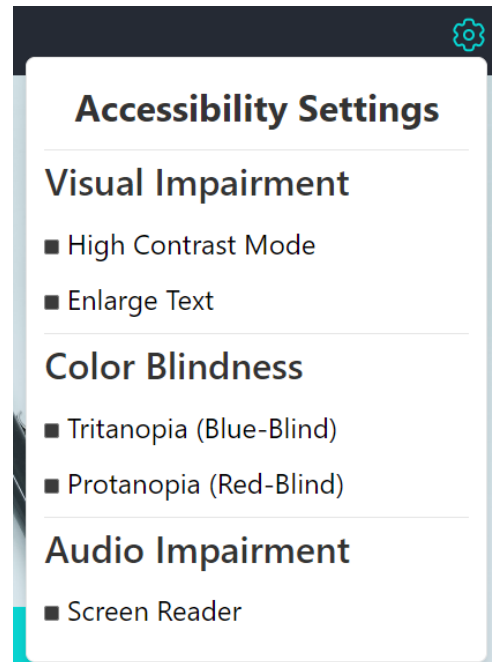 Accessibility Settings
Visual Impairment
High Contrast Mode
Enlarge Text
Color Blindness
Tritanopia (Blue-Blind)
Protanopia (Red-Blind)
Audio Impairment
Screen Reader